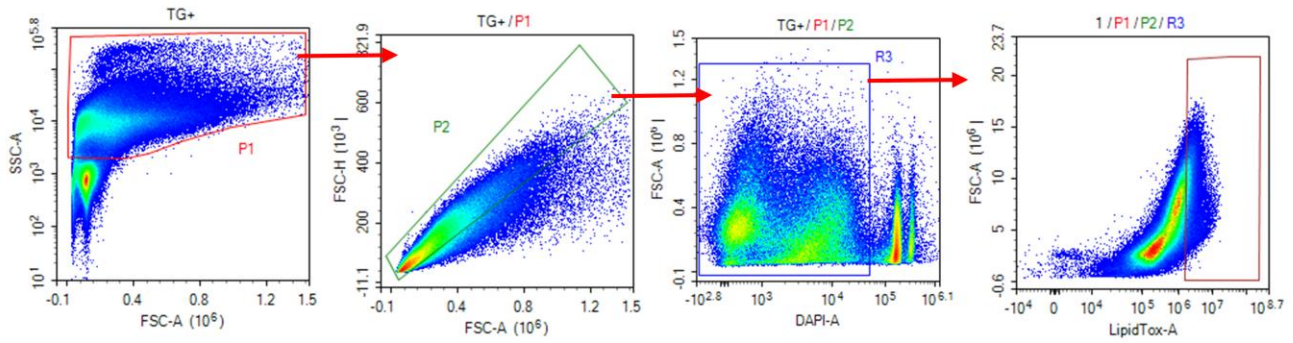 TG+
10^5.8
10^4
10^3
10^2
10^1
SSC-A
P1
-0.1 0.4 0.8 1.2 1.5
FSC-A (10^6)
TG+ / P1
821.9
600
400
200
-11.1
FSC-H (10^3)
P2
-0.1 0.4 0.8 1.2 1.5
FSC-A (10^6)
TG+ / P1 / P2
1.5
1.2
0.8
0.4
-0.1
FSC-A (10^6)
R3
-10^2.8 10^3 10^4 10^5 10^6.1
DAPI-A
1 / P1 / P2 / R3
23.7
20
15
10
5
-0.6
FSC-A (10^6)
-10^4 0 10^4 10^5 10^6 10^7 10^8.7
LipidTox-A